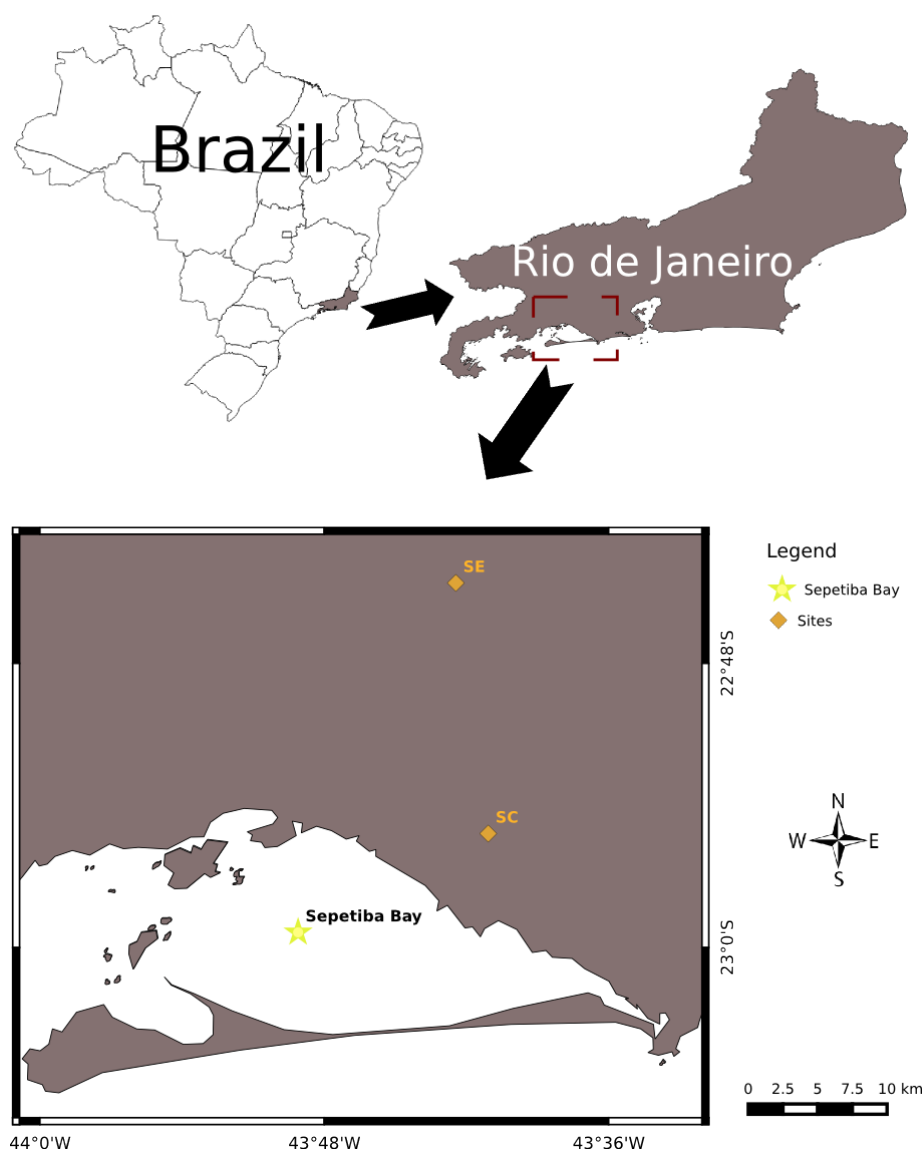 Brazil
Rio de Janeiro
SE
SC
Sepetiba Bay
Legend
Sepetiba Bay
Sites
22°48'S
23°0'S
N
W
E
S
0 2.5 5 7.5 10 km
44°0'W 43°48'W 43°36'W